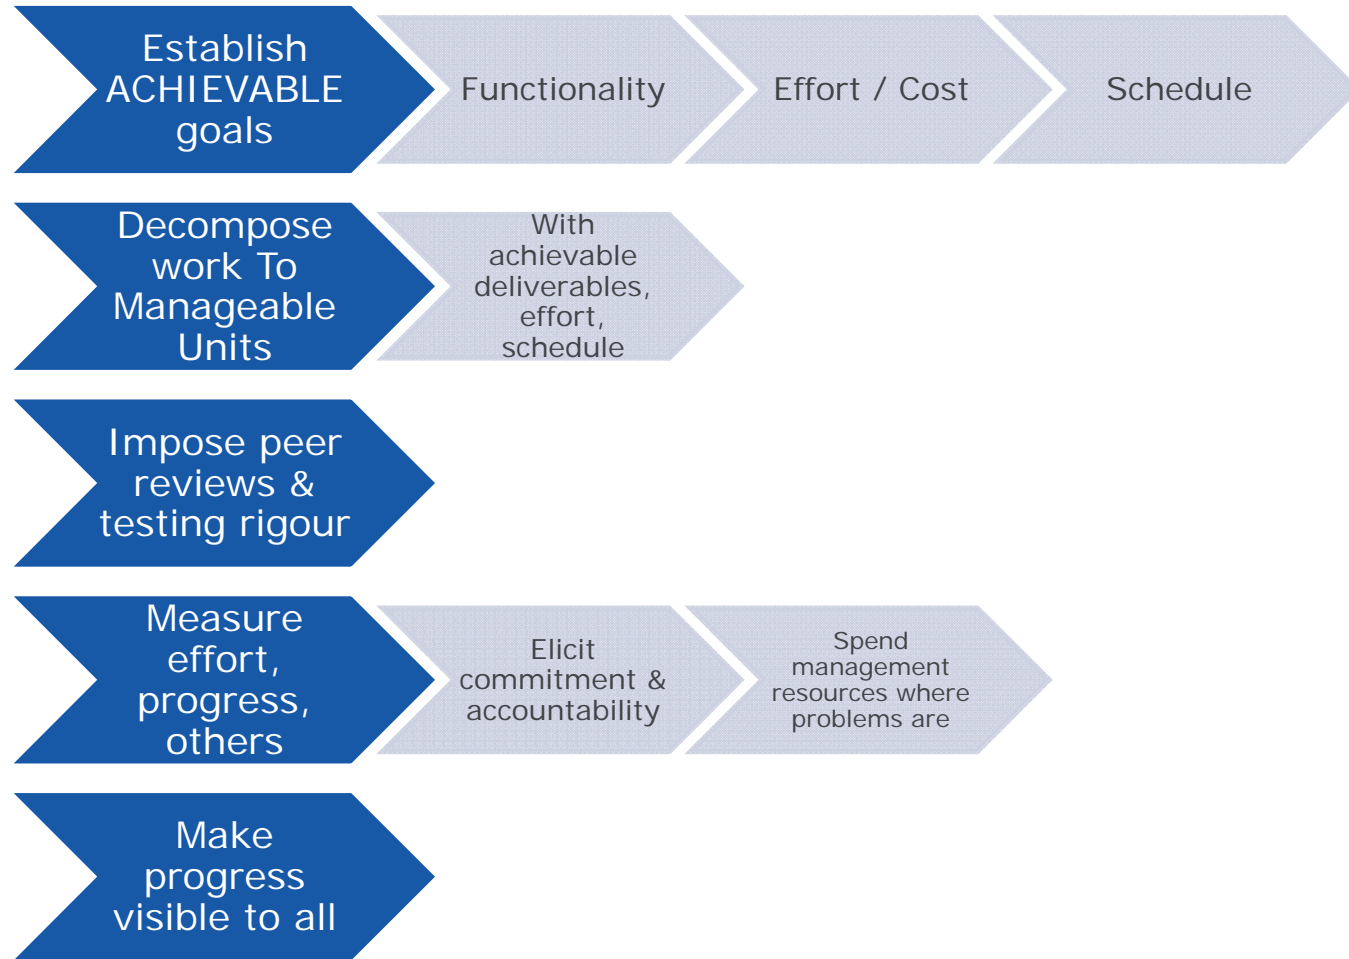 Establish
ACHIEVABLE
goals
Functionality
Effort / Cost
Schedule
Decompose
work To
Manageable
Units
With
achievable
deliverables,
effort,
schedule
Impose peer
reviews &
testing rigour
Measure
effort,
progress,
others
Elicit
commitment &
accountability
Spend
management
resources where
problems are
Make
progress
visible to all